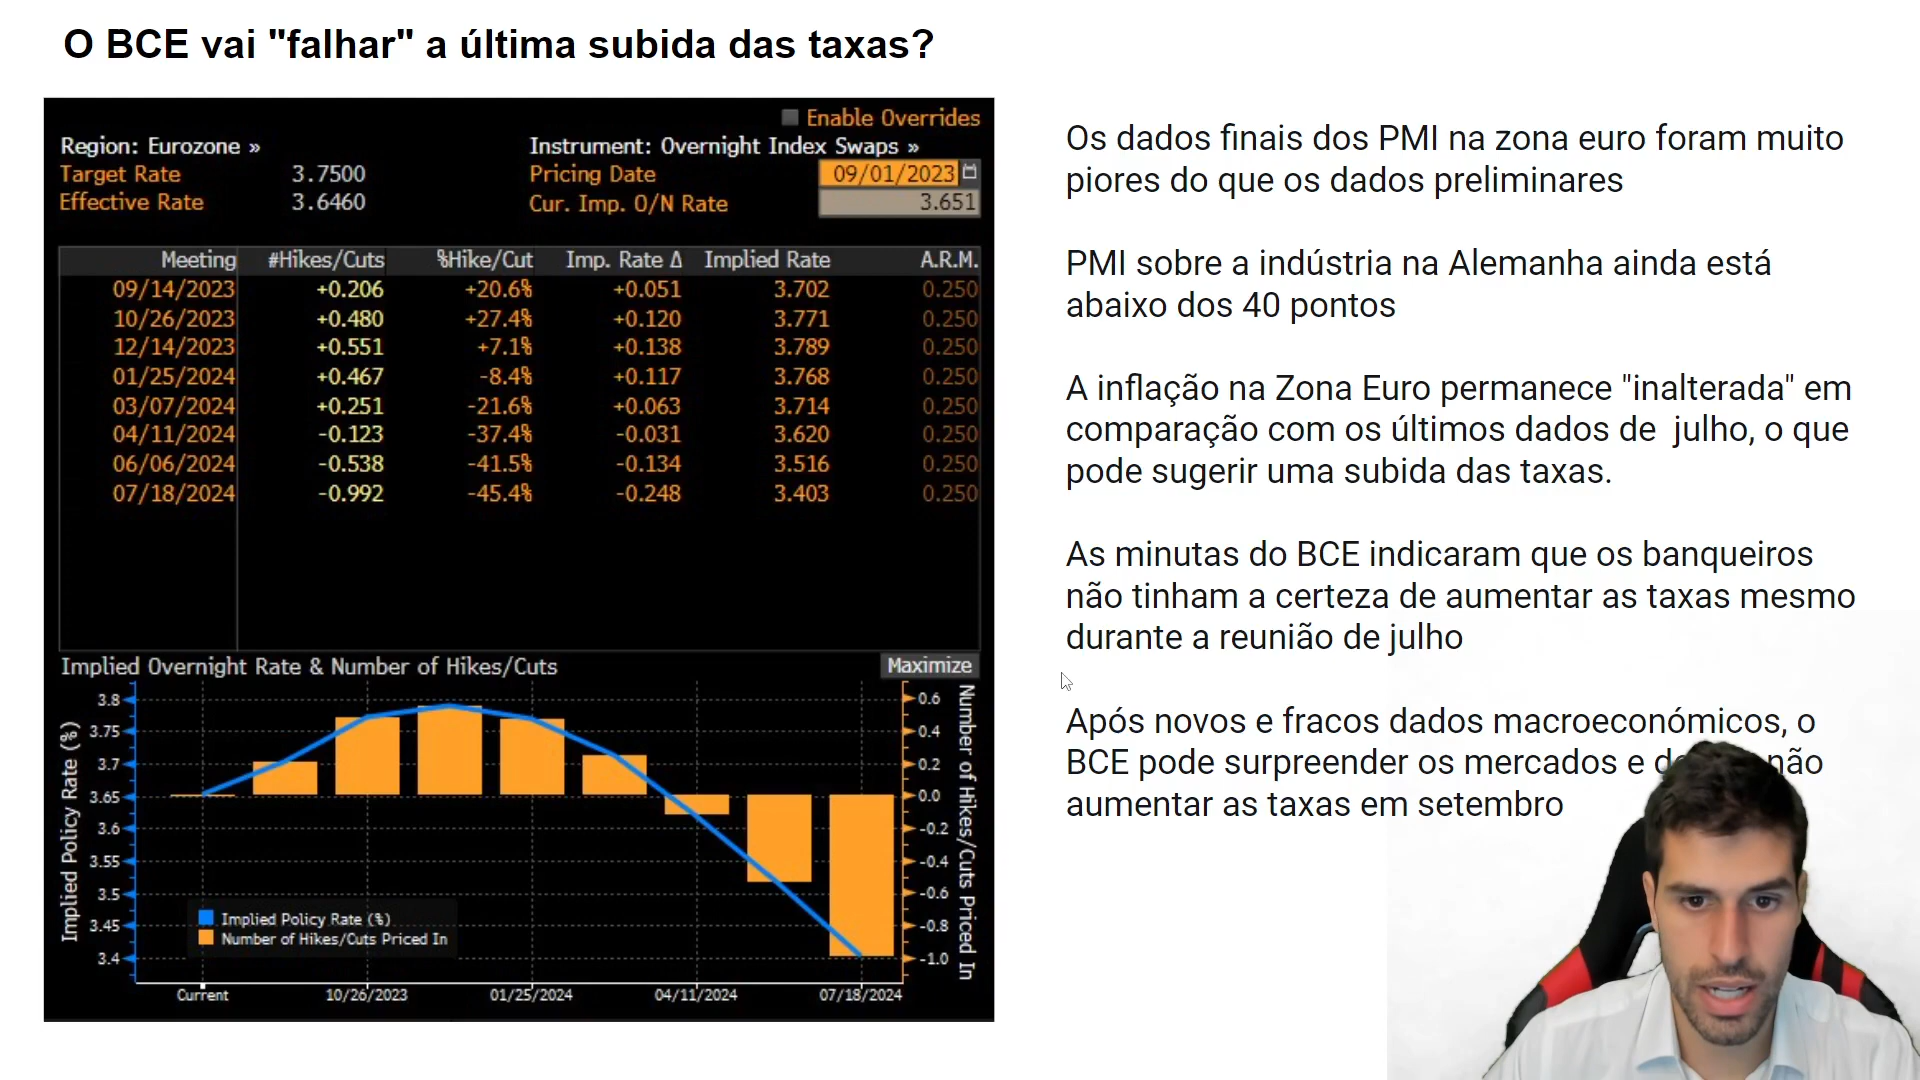 O BCE vai "falhar" a última subida das taxas?
Enable Overrides
Region: Eurozone » Instrument: Overnight Index Swaps »
Target Rate 3.7500 Pricing Date 09/01/2023
Effective Rate 3.6460 Cur. Imp. O/N Rate 3.651
Meeting #Hikes/Cuts %Hike/Cut Imp. Rate Δ Implied Rate A.R.M.
09/14/2023 +0.206 +20.6% +0.051 3.702 0.250
10/26/2023 +0.480 +27.4% +0.120 3.771 0.250
12/14/2023 +0.551 +7.1% +0.138 3.789 0.250
01/25/2024 +0.467 -8.4% +0.117 3.768 0.250
03/07/2024 +0.251 -21.6% +0.063 3.714 0.250
04/11/2024 -0.123 -37.4% -0.031 3.620 0.250
06/06/2024 -0.538 -41.5% -0.134 3.516 0.250
07/18/2024 -0.992 -45.4% -0.248 3.403 0.250
Implied Overnight Rate & Number of Hikes/Cuts Maximize
Implied Policy Rate (%)
3.8
3.75
3.7
3.65
3.6
3.55
3.5
3.45
3.4
0.6
0.4
0.2
0.0
-0.2
-0.4
-0.6
-0.8
-1.0
Number of Hikes/Cuts Priced In
Implied Policy Rate (%)
Number of Hikes/Cuts Priced In
Current 10/26/2023 01/25/2024 04/11/2024 07/18/2024
Os dados finais dos PMI na zona euro foram muito
piores do que os dados preliminares
PMI sobre a indústria na Alemanha ainda está
abaixo dos 40 pontos
A inflação na Zona Euro permanece "inalterada" em
comparação com os últimos dados de julho, o que
pode sugerir uma subida das taxas.
As minutas do BCE indicaram que os banqueiros
não tinham a certeza de aumentar as taxas mesmo
durante a reunião de julho
Após novos e fracos dados macroeconómicos, o
BCE pode surpreender os mercados e não
aumentar as taxas em setembro